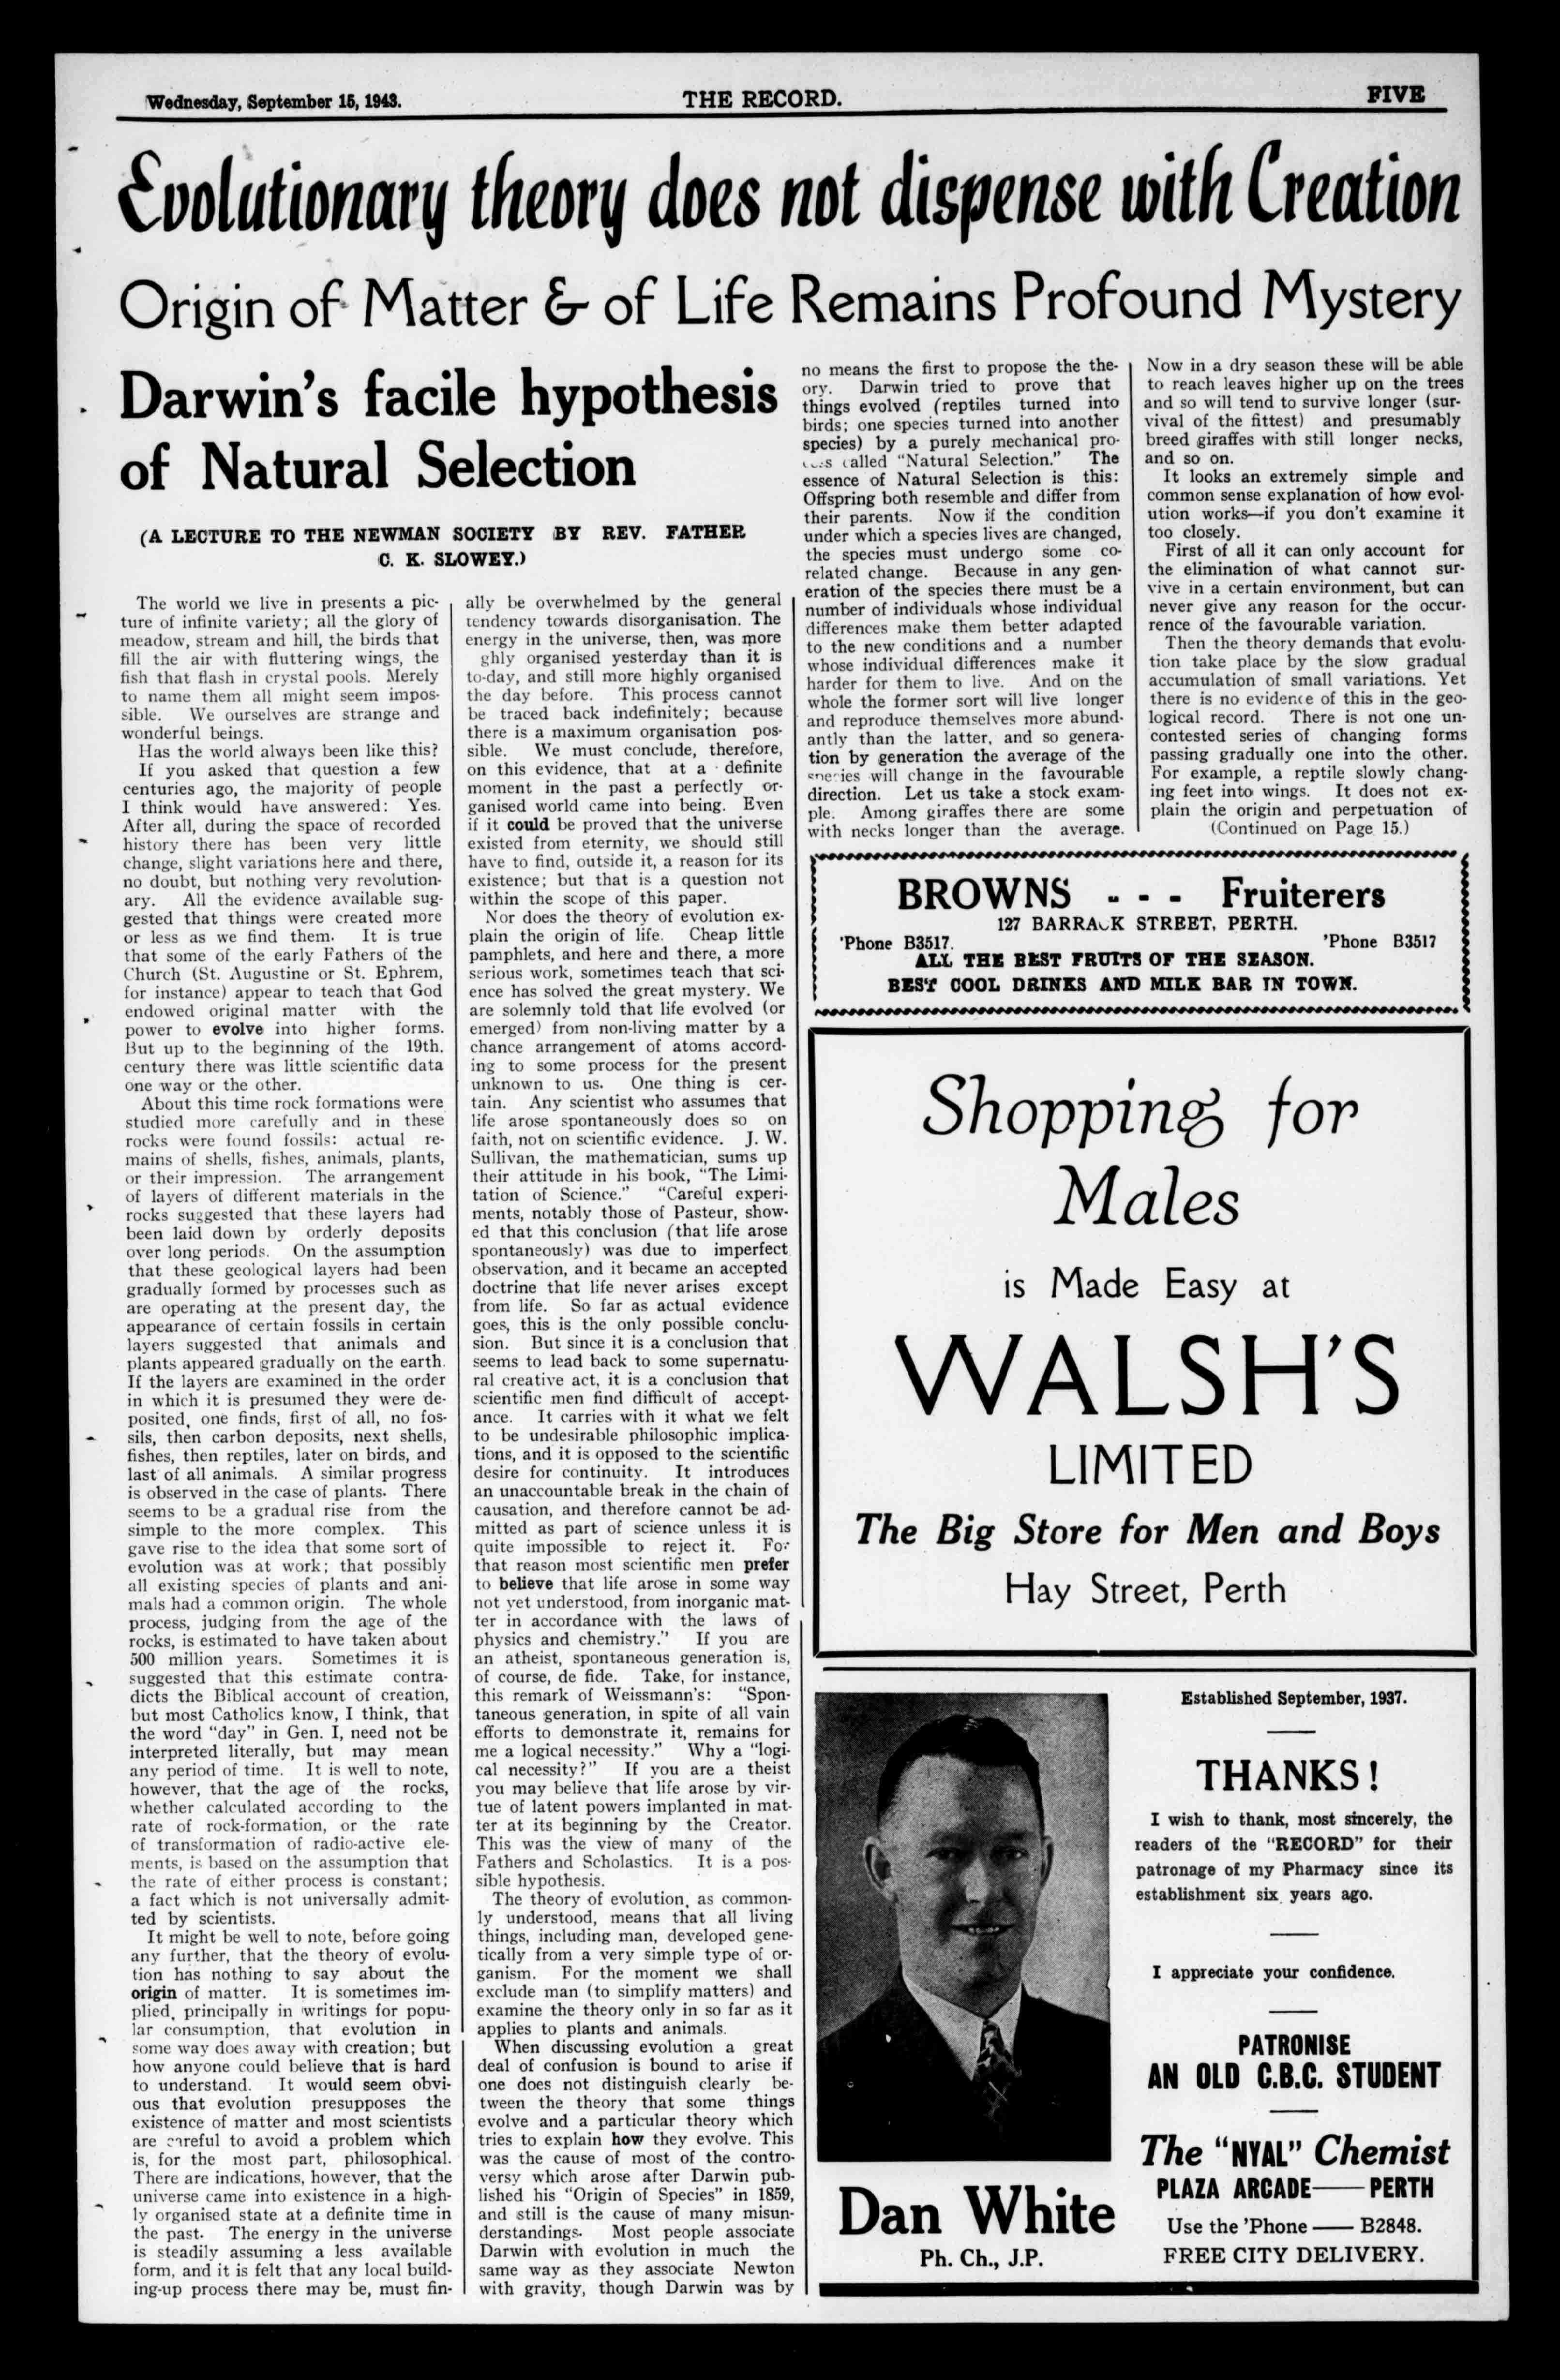 Wednesday, September 15, 1943.
THE RECORD.
FIVE
Evolutionary theory does not dispense with Creation
Origin of Matter & of Life Remains Profound Mystery
Darwin's facile hypothesis
of Natural Selection
(A LECTURE TO THE NEWMAN SOCIETY BY REV. FATHER
C. K. SLOWEY.)
The world we live in presents a pic-
ture of infinite variety; all the glory of
meadow, stream and hill, the birds that
fill the air with fluttering wings, the
fish that flash in crystal pools. Merely
to name them all might seem impos-
sible. We ourselves are strange and
wonderful beings.
Has the world always been like this?
If you asked that question a few
centuries ago, the majority of people
I think would have answered: Yes.
After all, during the space of recorded
history there has been very little
change, slight variations here and there,
no doubt, but nothing very revolution-
ary. All the evidence available sug-
gested that things were created more
or less as we find them. It is true
that some of the early Fathers of the
Church (St. Augustine or St. Ephrem,
for instance) appear to teach that God
endowed original matter with the
power to evolve into higher forms.
But up to the beginning of the 19th.
century there was little scientific data
one way or the other.
About this time rock formations were
studied more carefully and in these
rocks were found fossils: actual re-
mains of shells, fishes, animals, plants,
or their impression. The arrangement
of layers of different materials in the
rocks suggested that these layers had
been laid down by orderly deposits
over long periods. On the assumption
that these geological layers had been
gradually formed by processes such as
are operating at the present day, the
appearance of certain fossils in certain
layers suggested that animals and
plants appeared gradually on the earth.
If the layers are examined in the order
in which it is presumed they were de-
posited, one finds, first of all, no fos-
sils, then carbon deposits, next shells,
fishes, then reptiles, later on birds, and
last of all animals. A similar progress
is observed in the case of plants. There
seems to be a gradual rise from the
simple to the more complex. This
gave rise to the idea that some sort of
evolution was at work; that possibly
all existing species of plants and ani-
mals had a common origin. The whole
process, judging from the age of the
rocks, is estimated to have taken about
500 million years. Sometimes it is
suggested that this estimate contra-
dicts the Biblical account of creation,
but most Catholics know, I think, that
the word "day" in Gen. I, need not be
interpreted literally, but may mean
any period of time. It is well to note,
however, that the age of the rocks,
whether calculated according to the
rate of rock-formation, or the rate
of transformation of radio-active ele-
ments, is based on the assumption that
the rate of either process is constant;
a fact which is not universally admit-
ted by scientists.
It might be well to note, before going
any further, that the theory of evolu-
tion has nothing to say about the
origin of matter. It is sometimes im-
plied, principally in writings for popu-
lar consumption, that evolution in
some way does away with creation; but
how anyone could believe that is hard
to understand. It would seem obvi-
ous that evolution presupposes the
existence of matter and most scientists
are careful to avoid a problem which
is, for the most part, philosophical.
There are indications, however, that the
universe came into existence in a high-
ly organised state at a definite time in
the past. The energy in the universe
is steadily assuming a less available
form, and it is felt that any local build-
ing-up process there may be, must fin-
ally be overwhelmed by the general
tendency towards disorganisation. The
energy in the universe, then, was more
ghly organised yesterday than it is
to-day, and still more highly organised
the day before. This process cannot
be traced back indefinitely; because
there is a maximum organisation pos-
sible. We must conclude, therefore,
on this evidence, that at a definite
moment in the past a perfectly or-
ganised world came into being. Even
if it could be proved that the universe
existed from eternity, we should still
have to find, outside it, a reason for its
existence; but that is a question not
within the scope of this paper.
Nor does the theory of evolution ex-
plain the origin of life. Cheap little
pamphlets, and here and there, a more
serious work, sometimes teach that sci-
ence has solved the great mystery. We
are solemnly told that life evolved (or
emerged) from non-living matter by a
chance arrangement of atoms accord-
ing to some process for the present
unknown to us. One thing is cer-
tain. Any scientist who assumes that
life arose spontaneously does so on
faith, not on scientific evidence. J. W.
Sullivan, the mathematician, sums up
their attitude in his book, "The Limi-
tation of Science." "Careful experi-
ments, notably those of Pasteur, show-
ed that this conclusion (that life arose
spontaneously) was due to imperfect
observation, and it became an accepted
doctrine that life never arises except
from life. So far as actual evidence
goes, this is the only possible conclu-
sion. But since it is a conclusion that
seems to lead back to some supernatu-
ral creative act, it is a conclusion that
scientific men find difficult of accept-
ance. It carries with it what we felt
to be undesirable philosophic implica-
tions, and it is opposed to the scientific
desire for continuity. It introduces
an unaccountable break in the chain of
causation, and therefore cannot be ad-
mitted as part of science unless it is
quite impossible to reject it. For
that reason most scientific men prefer
to believe that life arose in some way
not yet understood, from inorganic mat-
ter in accordance with the laws of
physics and chemistry." If you are
an atheist, spontaneous generation is,
of course, de fide. Take, for instance,
this remark of Weissmann's: "Spon-
taneous generation, in spite of all vain
efforts to demonstrate it, remains for
me a logical necessity." Why a "logi-
cal necessity?" If you are a theist
you may believe that life arose by vir-
tue of latent powers implanted in mat-
ter at its beginning by the Creator.
This was the view of many of the
Fathers and Scholastics. It is a pos-
sible hypothesis.
The theory of evolution, as common-
ly understood, means that all living
things, including man, developed gene-
tically from a very simple type of or-
ganism. For the moment we shall
exclude man (to simplify matters) and
examine the theory only in so far as it
applies to plants and animals.
When discussing evolution a great
deal of confusion is bound to arise if
one does not distinguish clearly be-
tween the theory that some things
evolve and a particular theory which
tries to explain how they evolve. This
was the cause of most of the contro-
versy which arose after Darwin pub-
lished his "Origin of Species" in 1859,
and still is the cause of many misun-
derstandings. Most people associate
Darwin with evolution in much the
same way as they associate Newton
with gravity, though Darwin was by
no means the first to propose the the-
ory. Darwin tried to prove that
things evolved (reptiles turned into
birds; one species turned into another
species) by a purely mechanical pro-
called "Natural Selection." The
essence of Natural Selection is this:
Offspring both resemble and differ from
their parents. Now if the condition
under which a species lives are changed,
the species must undergo some co-
related change. Because in any gen-
eration of the species there must be a
number of individuals whose individual
differences make them better adapted
to the new conditions and a number
whose individual differences make it
harder for them to live. And on the
whole the former sort will live longer
and reproduce themselves more abund-
antly than the latter, and so genera-
tion by generation the average of the
species will change in the favourable
direction. Let us take a stock exam-
ple. Among giraffes there are some
with necks longer than the average.
Now in a dry season these will be able
to reach leaves higher up on the trees
and so will tend to survive longer (sur-
vival of the fittest) and presumably
breed giraffes with still longer necks,
and so on.
It looks an extremely simple and
common sense explanation of how evol-
ution works—if you don't examine it
too closely.
First of all it can only account for
the elimination of what cannot sur-
vive in a certain environment, but can
never give any reason for the occur-
rence of the favourable variation.
Then the theory demands that evolu-
tion take place by the slow gradual
accumulation of small variations. Yet
there is no evidence of this in the geo-
logical record. There is not one un-
contested series of changing forms
passing gradually one into the other.
For example, a reptile slowly chang-
ing feet into wings. It does not ex-
plain the origin and perpetuation of
(Continued on Page 15.)
BROWNS - - - Fruiterers
127 BARRACK STREET, PERTH.
'Phone B3517. 'Phone B3517
ALL THE BEST FRUITS OF THE SEASON.
BEST COOL DRINKS AND MILK BAR IN TOWN.
Shopping for
Males
is Made Easy at
WALSH'S
LIMITED
The Big Store for Men and Boys
Hay Street, Perth
Established September, 1937.
THANKS!
I wish to thank, most sincerely, the
readers of the "RECORD" for their
patronage of my Pharmacy since its
establishment six years ago.
I appreciate your confidence.
PATRONISE
AN OLD C.B.C. STUDENT
The "NYAL" Chemist
PLAZA ARCADE—PERTH
Use the 'Phone — B2848.
FREE CITY DELIVERY.
Dan White
Ph. Ch., J.P.